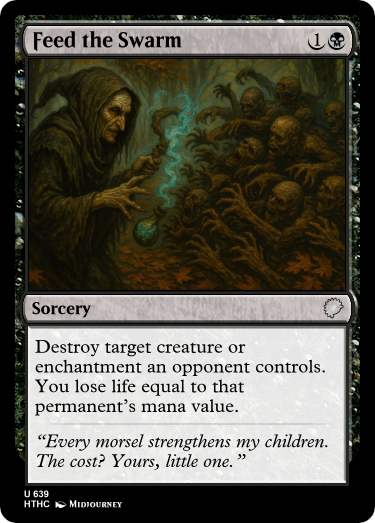 Feed the Swarm 1
Sorcery
Destroy target creature or
enchantment an opponent controls.
You lose life equal to that
permanent's mana value.
“Every morsel strengthens my children.
The cost? Yours, little one.”
U 639
HTHC Midjourney